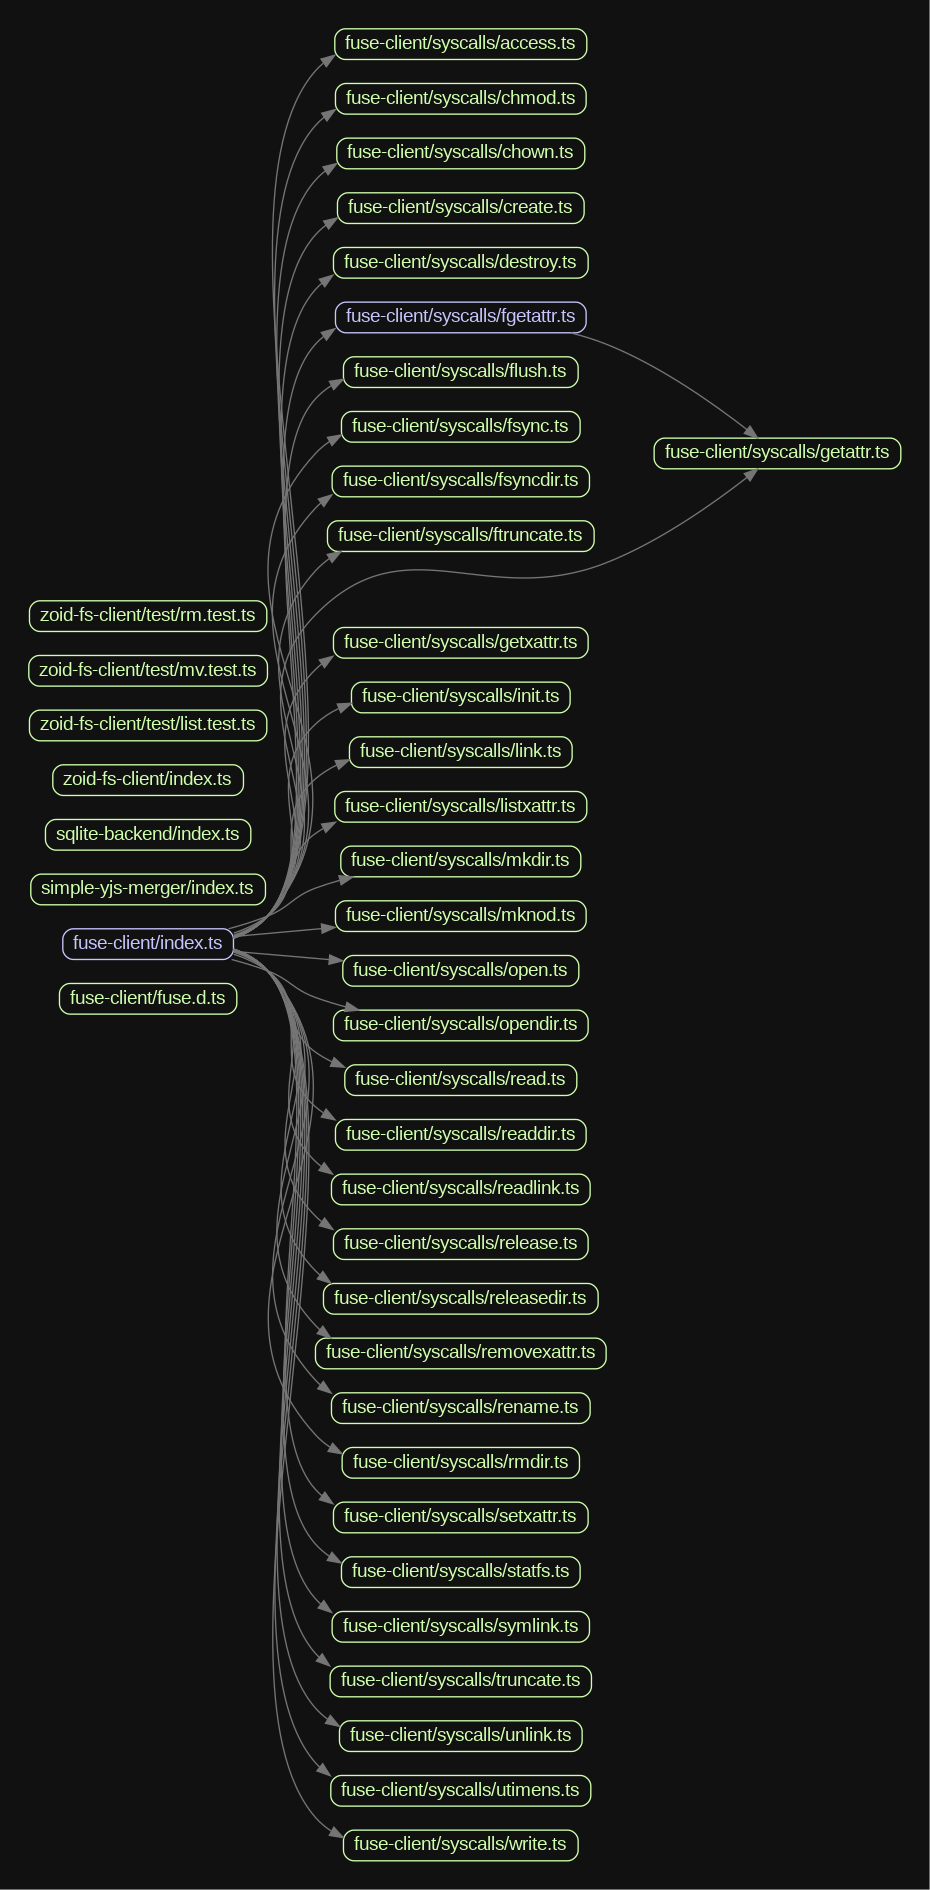 zoid-fs-client/test/rm.test.ts
zoid-fs-client/test/mv.test.ts
zoid-fs-client/test/list.test.ts
zoid-fs-client/index.ts
sqlite-backend/index.ts
simple-yjs-merger/index.ts
fuse-client/index.ts
fuse-client/fuse.d.ts
fuse-client/syscalls/access.ts
fuse-client/syscalls/chmod.ts
fuse-client/syscalls/chown.ts
fuse-client/syscalls/create.ts
fuse-client/syscalls/destroy.ts
fuse-client/syscalls/fgetattr.ts
fuse-client/syscalls/flush.ts
fuse-client/syscalls/fsync.ts
fuse-client/syscalls/fsyncdir.ts
fuse-client/syscalls/ftruncate.ts
fuse-client/syscalls/getxattr.ts
fuse-client/syscalls/init.ts
fuse-client/syscalls/link.ts
fuse-client/syscalls/listxattr.ts
fuse-client/syscalls/mkdir.ts
fuse-client/syscalls/mknod.ts
fuse-client/syscalls/open.ts
fuse-client/syscalls/opendir.ts
fuse-client/syscalls/read.ts
fuse-client/syscalls/readdir.ts
fuse-client/syscalls/readlink.ts
fuse-client/syscalls/release.ts
fuse-client/syscalls/releasedir.ts
fuse-client/syscalls/removexattr.ts
fuse-client/syscalls/rename.ts
fuse-client/syscalls/rmdir.ts
fuse-client/syscalls/setxattr.ts
fuse-client/syscalls/statfs.ts
fuse-client/syscalls/symlink.ts
fuse-client/syscalls/truncate.ts
fuse-client/syscalls/unlink.ts
fuse-client/syscalls/utimens.ts
fuse-client/syscalls/write.ts
fuse-client/syscalls/getattr.ts